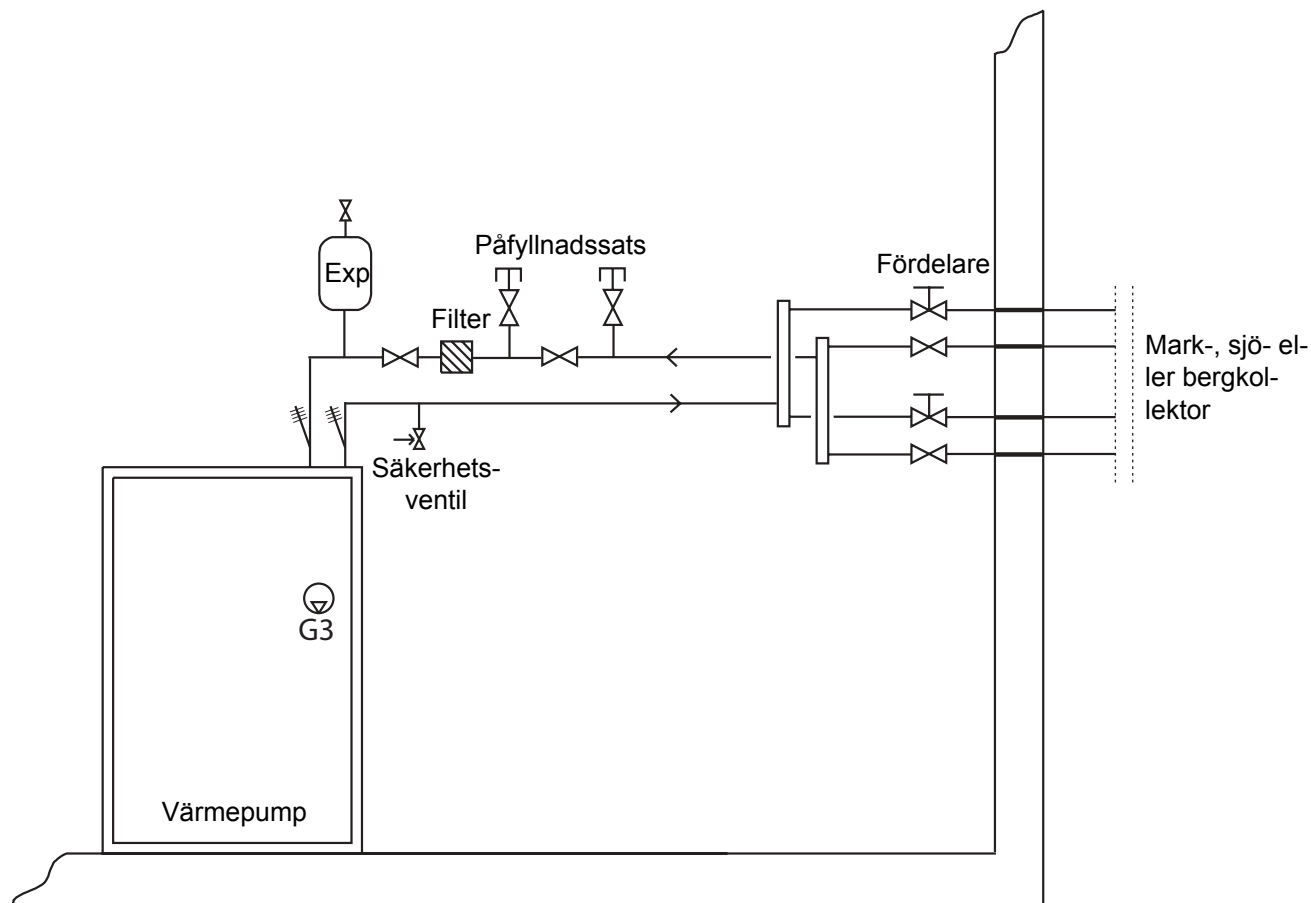 Påfyllnadssats
Fördelare
Exp
Filter
Mark-, sjö- el-
ler bergkol-
lektor
Säkerhets-
ventil
G3
Värmepump